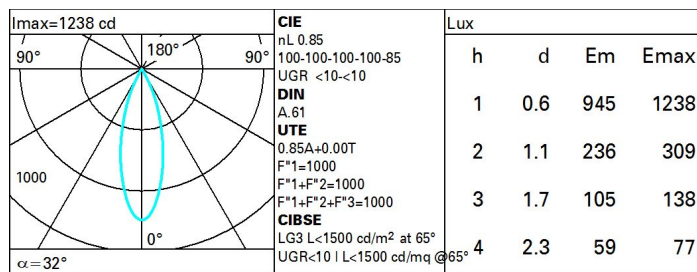 Imax=1238 cd
90°
180°
90°
1000
0°
α=32°
CIE
nL 0.85
100-100-100-100-85
UGR <10-<10
DIN
A.61
UTE
0.85A+0.00T
F"1=1000
F"1+F"2=1000
F"1+F"2+F"3=1000
CIBSE
LG3 L<1500 cd/m² at 65°
UGR<10 | L<1500 cd/mq @65°
Lux
h d Em Emax
1 0.6 945 1238
2 1.1 236 309
3 1.7 105 138
4 2.3 59 77